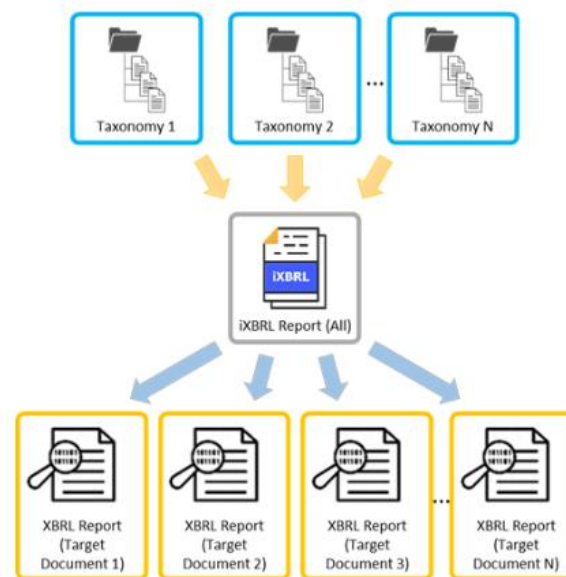 Taxonomy 1
Taxonomy 2
...
Taxonomy N
iXBRL
iXBRL Report (All)
XBRL Report
(Target
Document 1)
XBRL Report
(Target
Document 2)
XBRL Report
(Target
Document 3)
...
XBRL Report
(Target
Document N)